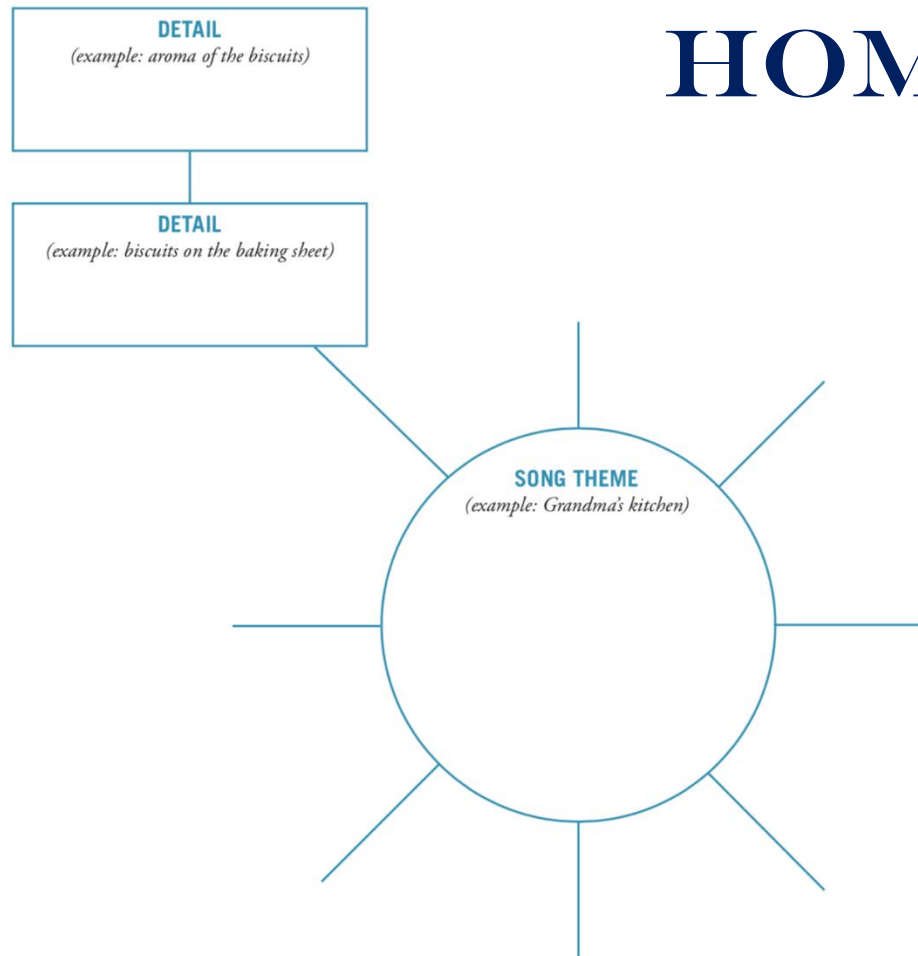 DETAIL
(example: aroma of the biscuits)
HOM
DETAIL
(example: biscuits on the baking sheet)
SONG THEME
(example: Grandma's kitchen)